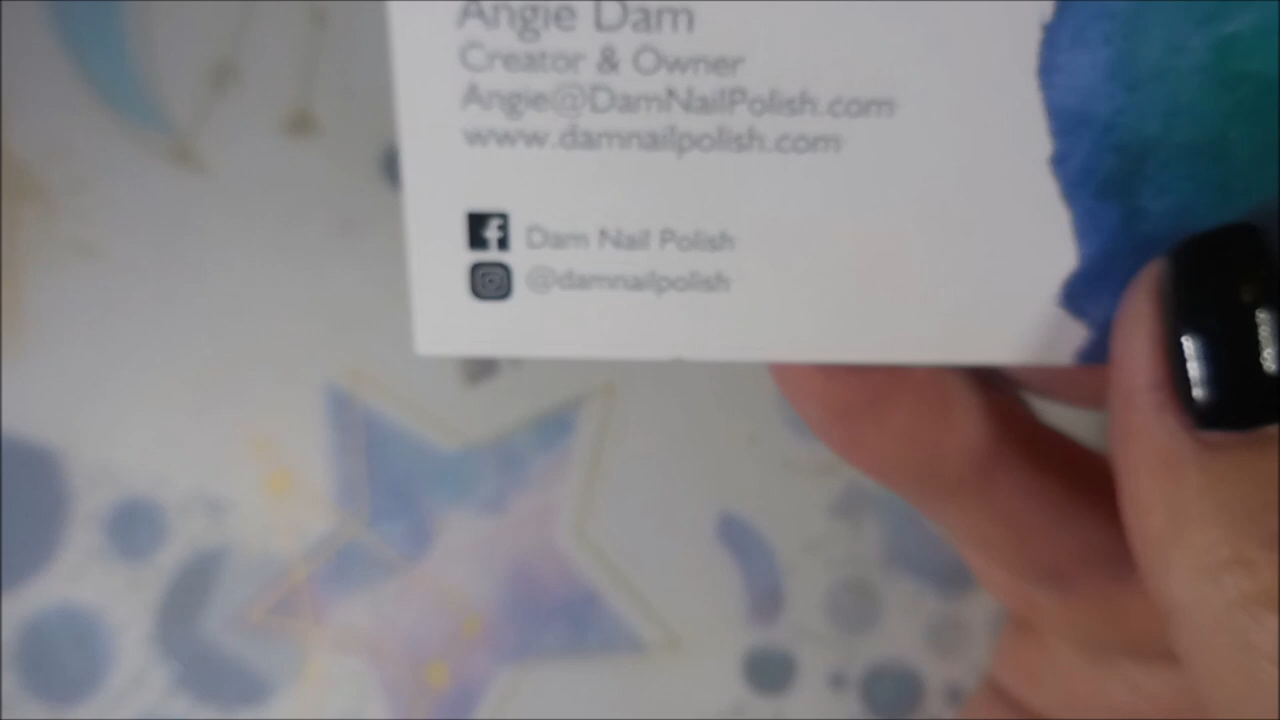 Angie Dam
Creator & Owner
Angie@DamNailPolish.com
www.damnailpolish.com
Dam Nail Polish
@damnailpolish